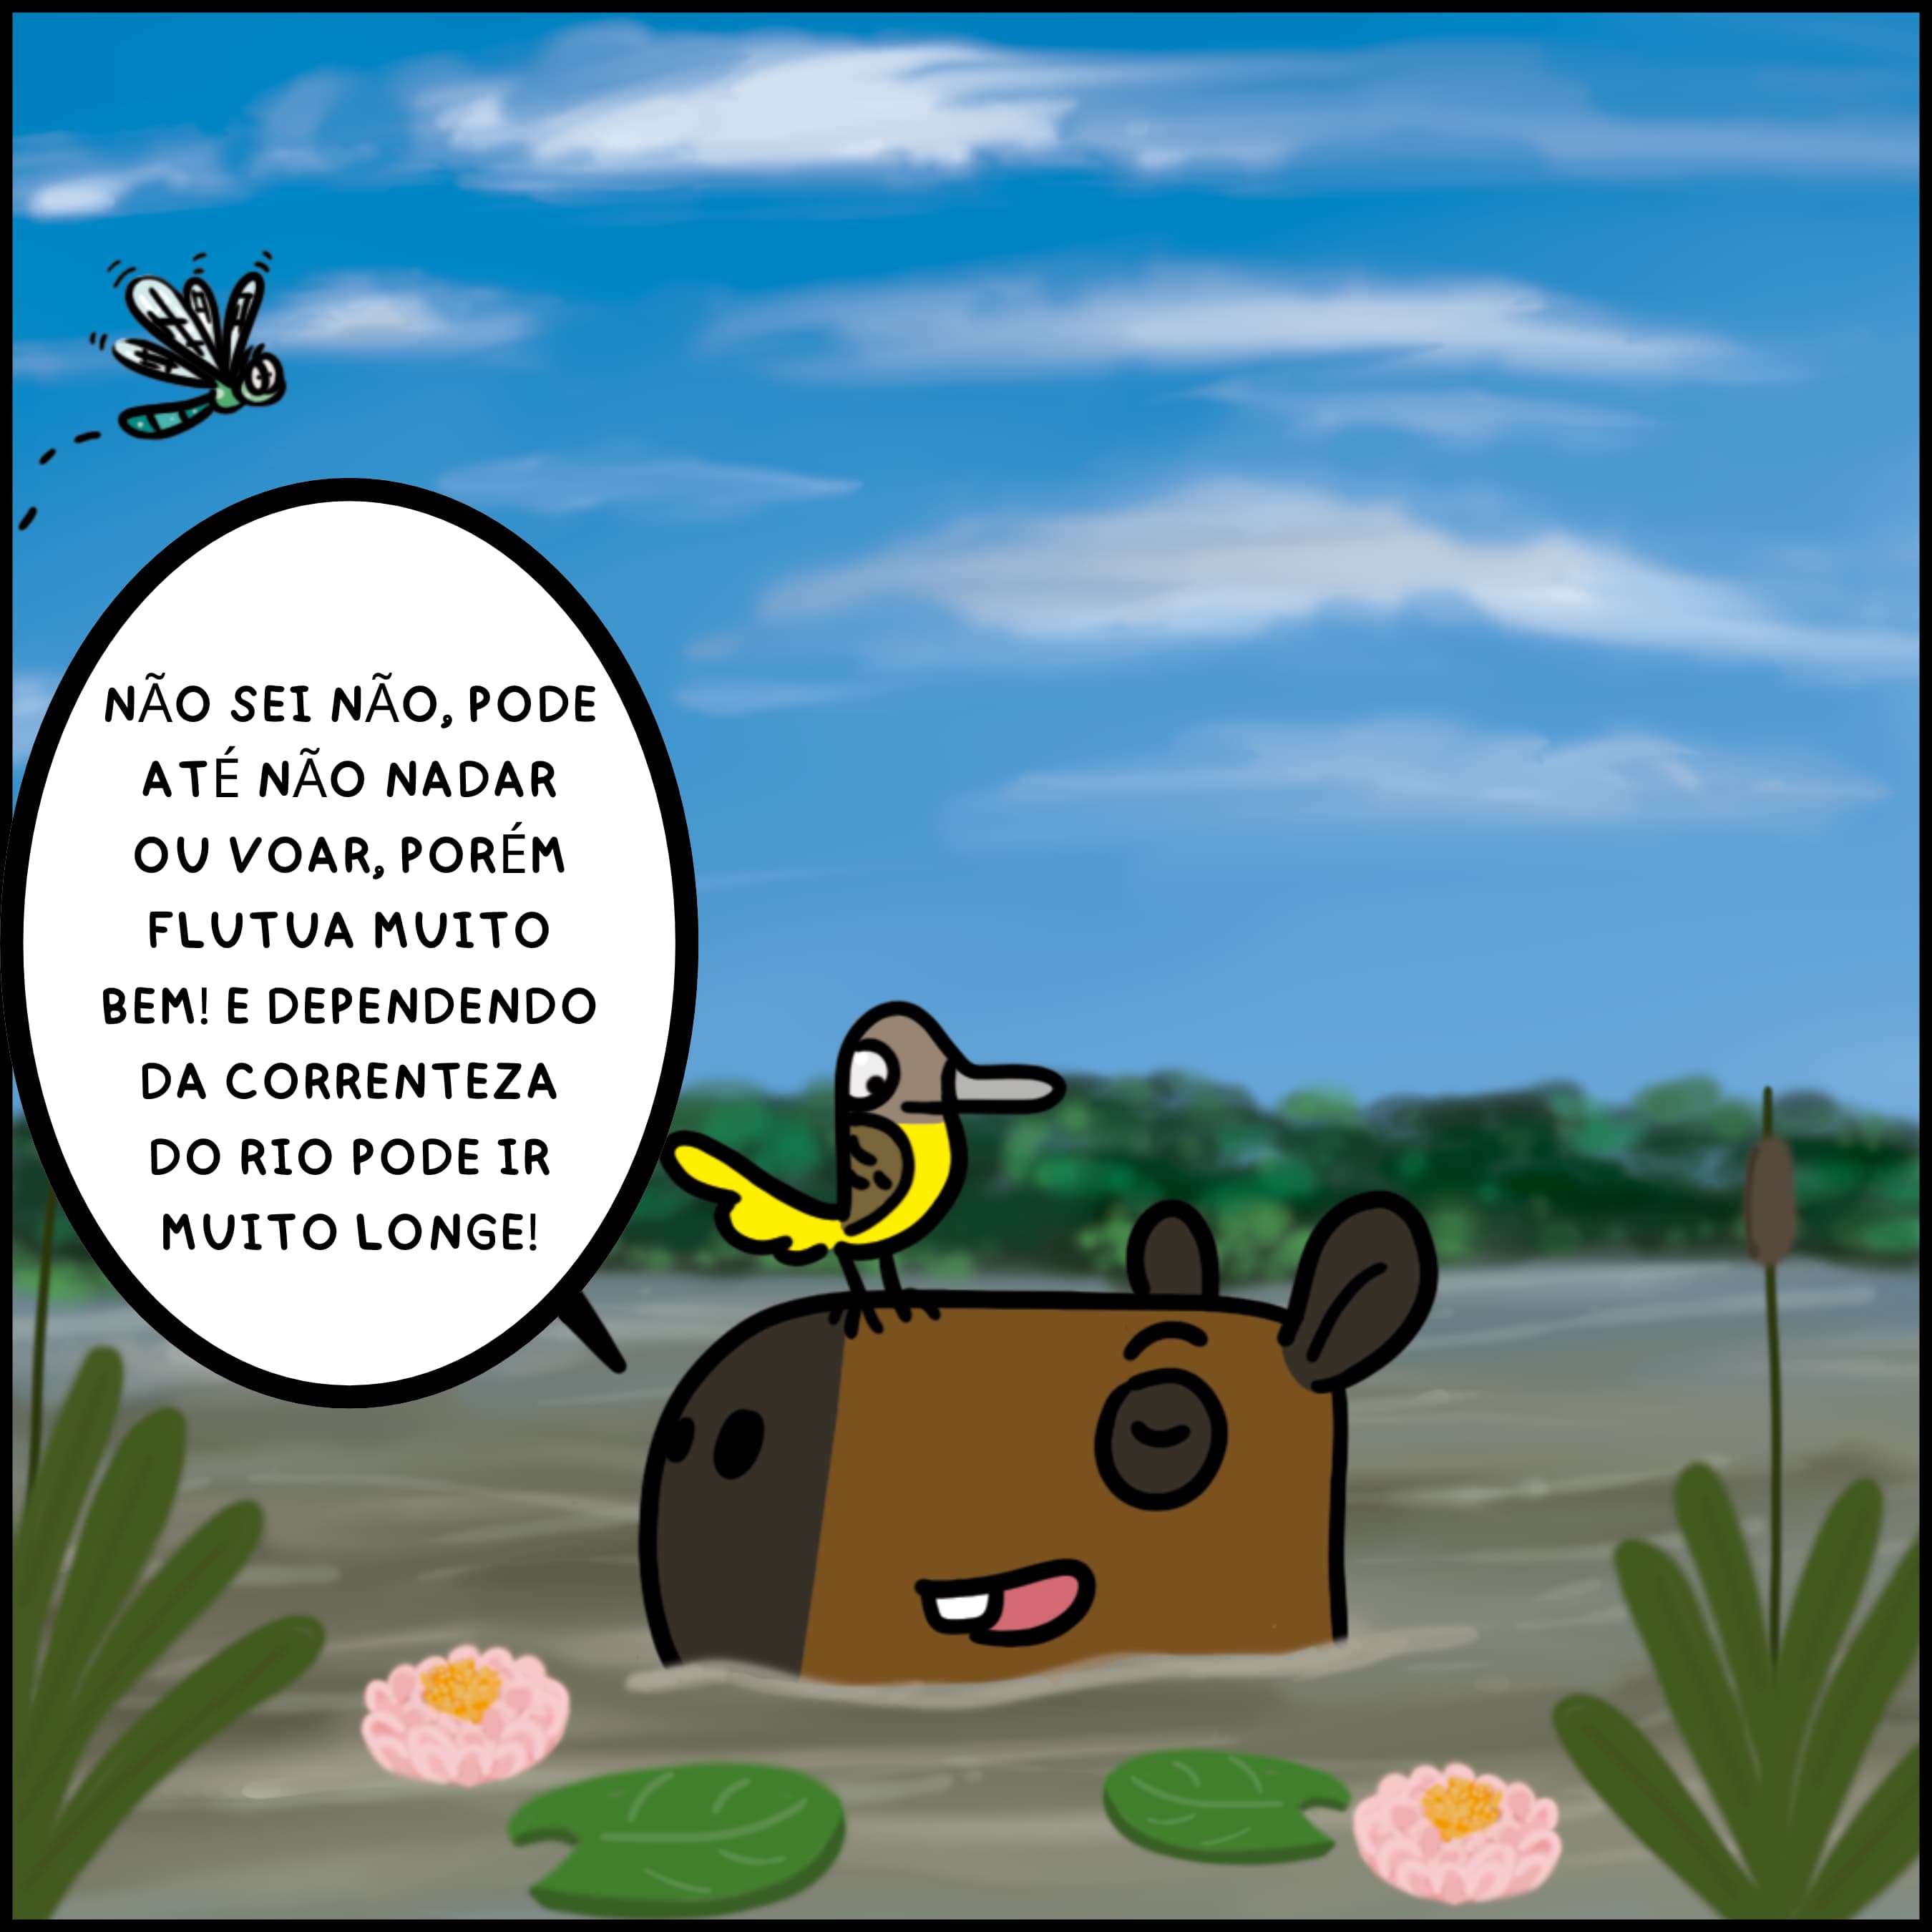 NÃO SEI NÃO, PODE
ATÉ NÃO NADAR
OU VOAR, PORÉM
FLUTUA MUITO
BEM! E DEPENDENDO
DA CORRENTEZA
DO RIO PODE IR
MUITO LONGE!